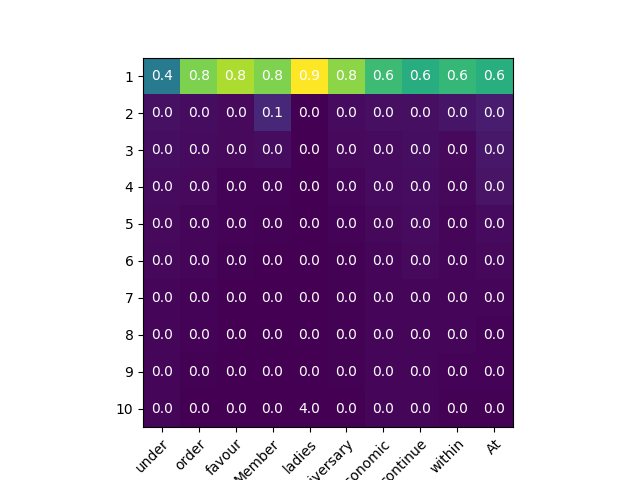 1 0.4 0.8 0.8 0.8 0.9 0.8 0.6 0.6 0.6 0.6
2 0.0 0.0 0.0 0.1 0.0 0.0 0.0 0.0 0.0 0.0
3 0.0 0.0 0.0 0.0 0.0 0.0 0.0 0.0 0.0 0.0
4 0.0 0.0 0.0 0.0 0.0 0.0 0.0 0.0 0.0 0.0
5 0.0 0.0 0.0 0.0 0.0 0.0 0.0 0.0 0.0 0.0
6 0.0 0.0 0.0 0.0 0.0 0.0 0.0 0.0 0.0 0.0
7 0.0 0.0 0.0 0.0 0.0 0.0 0.0 0.0 0.0 0.0
8 0.0 0.0 0.0 0.0 0.0 0.0 0.0 0.0 0.0 0.0
9 0.0 0.0 0.0 0.0 0.0 0.0 0.0 0.0 0.0 0.0
10 0.0 0.0 0.0 0.0 4.0 0.0 0.0 0.0 0.0 0.0
under order favour Member ladies iversary onomic continue within At